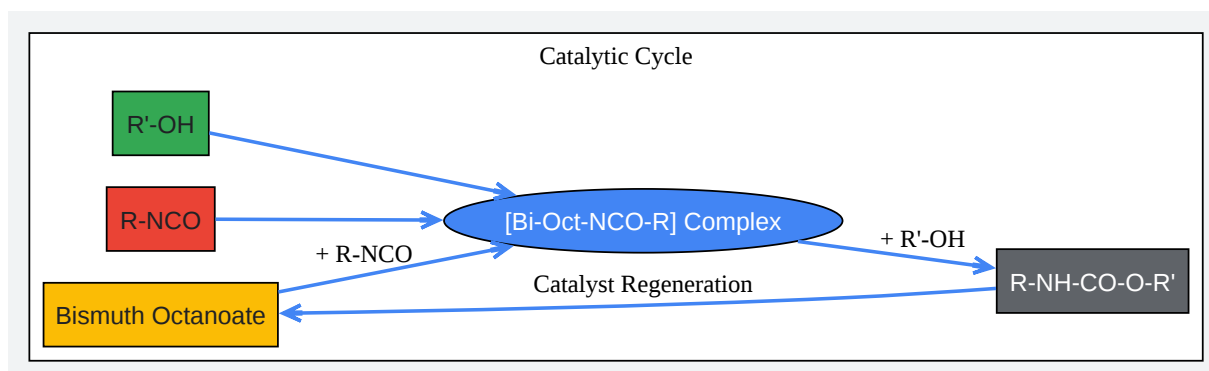 Catalytic Cycle
R'-OH
R-NCO
[Bi-Oct-NCO-R] Complex
+ R'-OH
+ R-NCO
R-NH-CO-O-R'
Catalyst Regeneration
Bismuth Octanoate